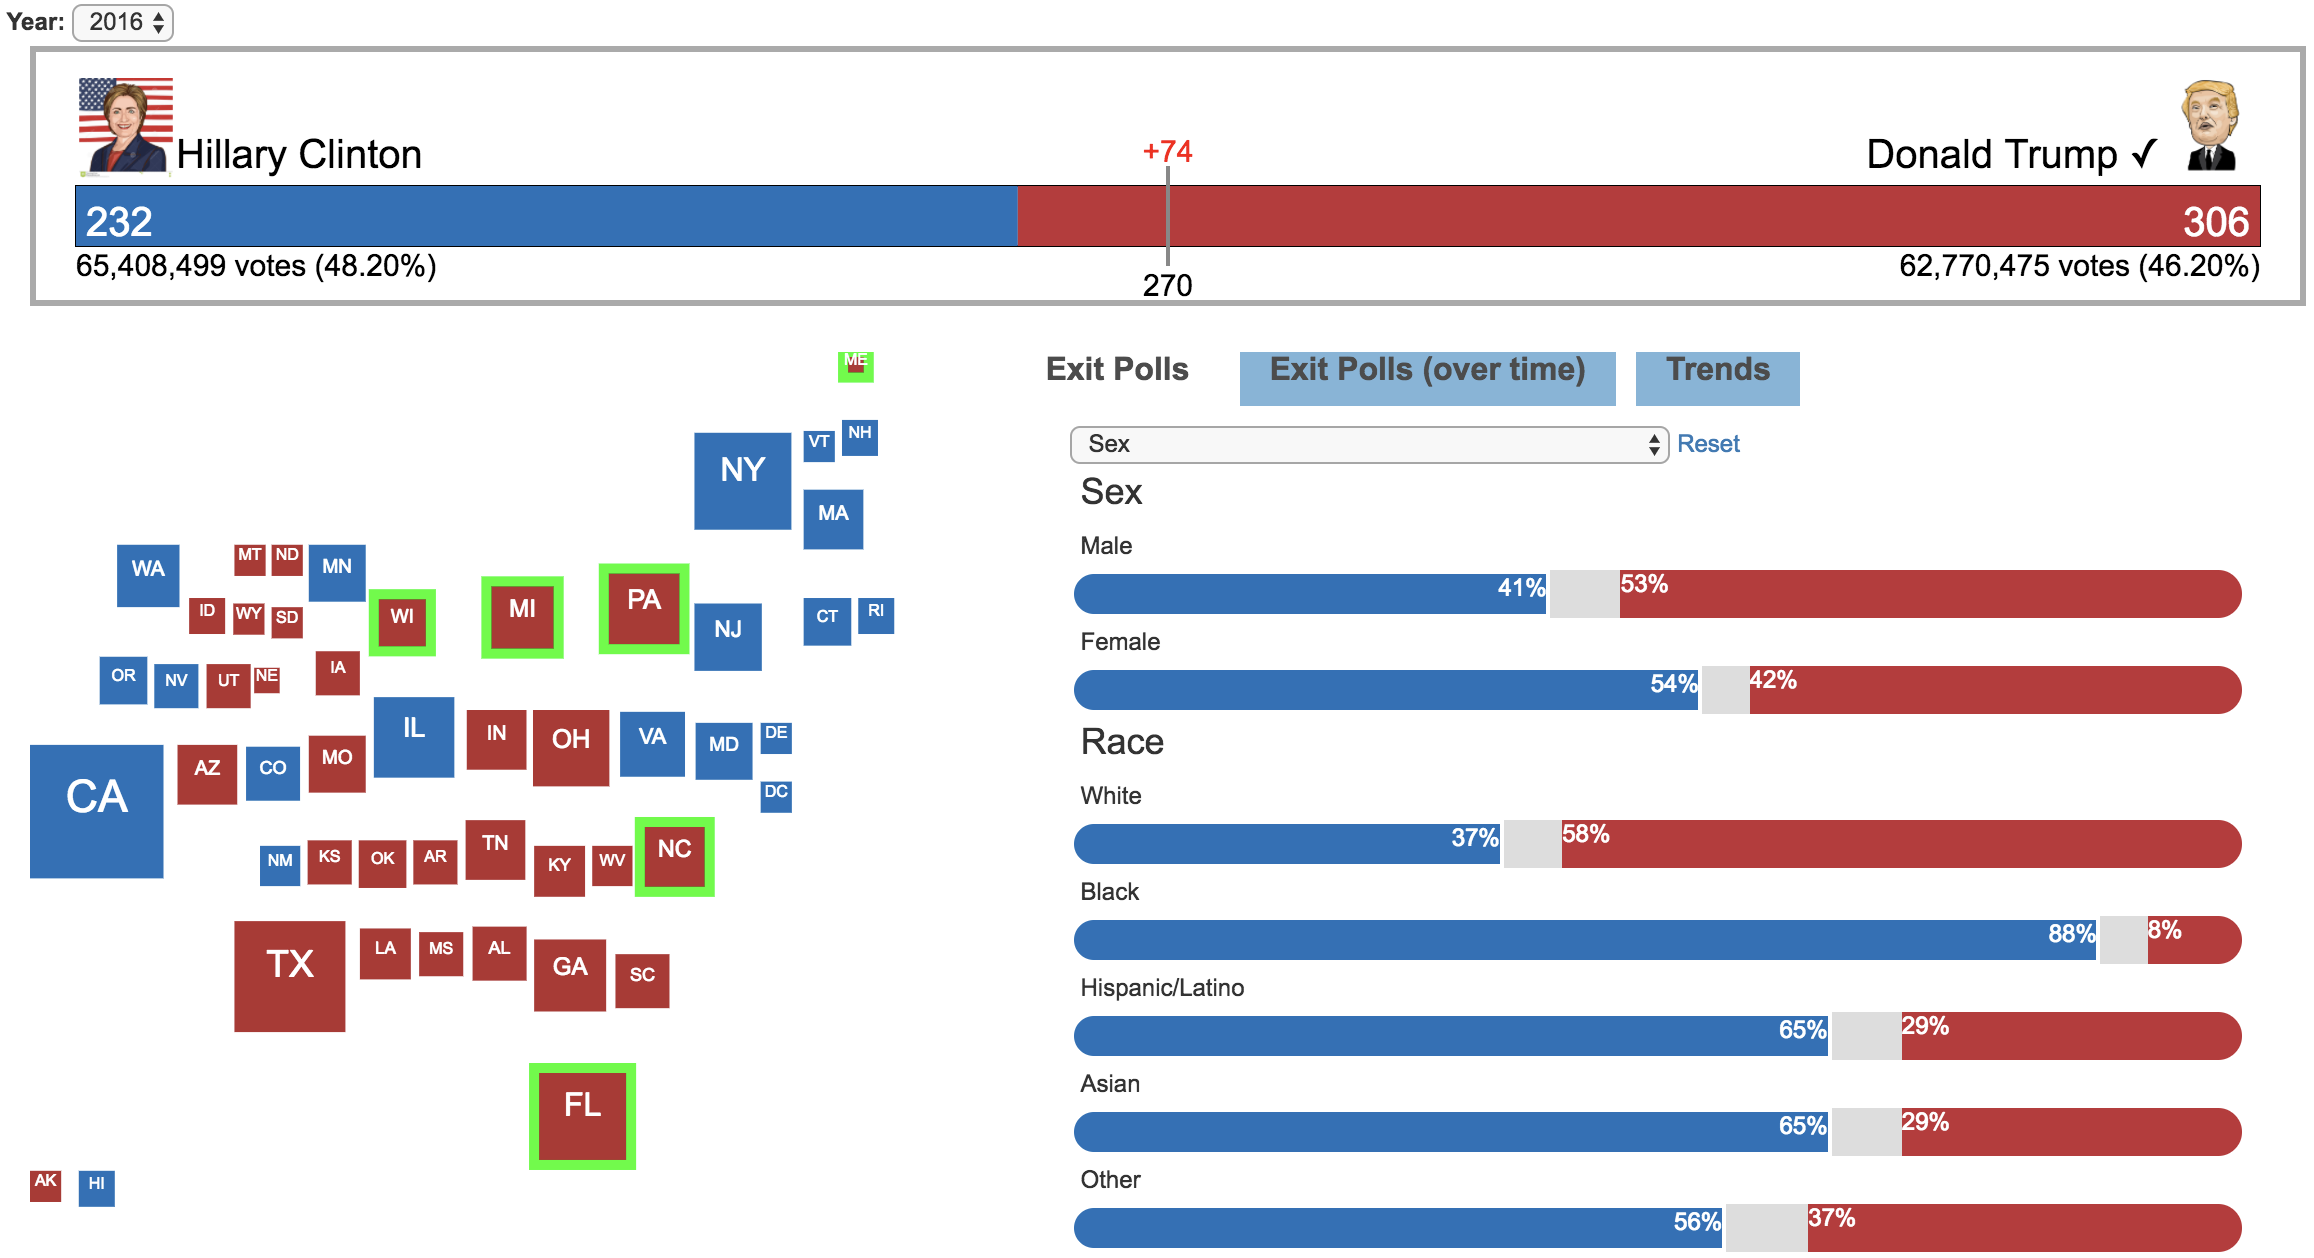 Year: 2016
Hillary Clinton
+74
Donald Trump ✓
232
306
65,408,499 votes (48.20%)
270
62,770,475 votes (46.20%)
Exit Polls
Exit Polls (over time)
Trends
Sex
Reset
Sex
Male
41%
53%
Female
54%
42%
Race
White
37%
58%
Black
88%
8%
Hispanic/Latino
65%
29%
Asian
65%
29%
Other
56%
37%
ME
NY
VT
NH
MA
WA
MT
ND
MN
WI
MI
PA
NJ
CT
RI
ID
WY
SD
OR
NV
UT
NE
IA
IL
IN
OH
VA
MD
DE
DC
CA
AZ
CO
MO
NM
KS
OK
AR
TN
KY
WV
NC
TX
LA
MS
AL
GA
SC
FL
AK
HI